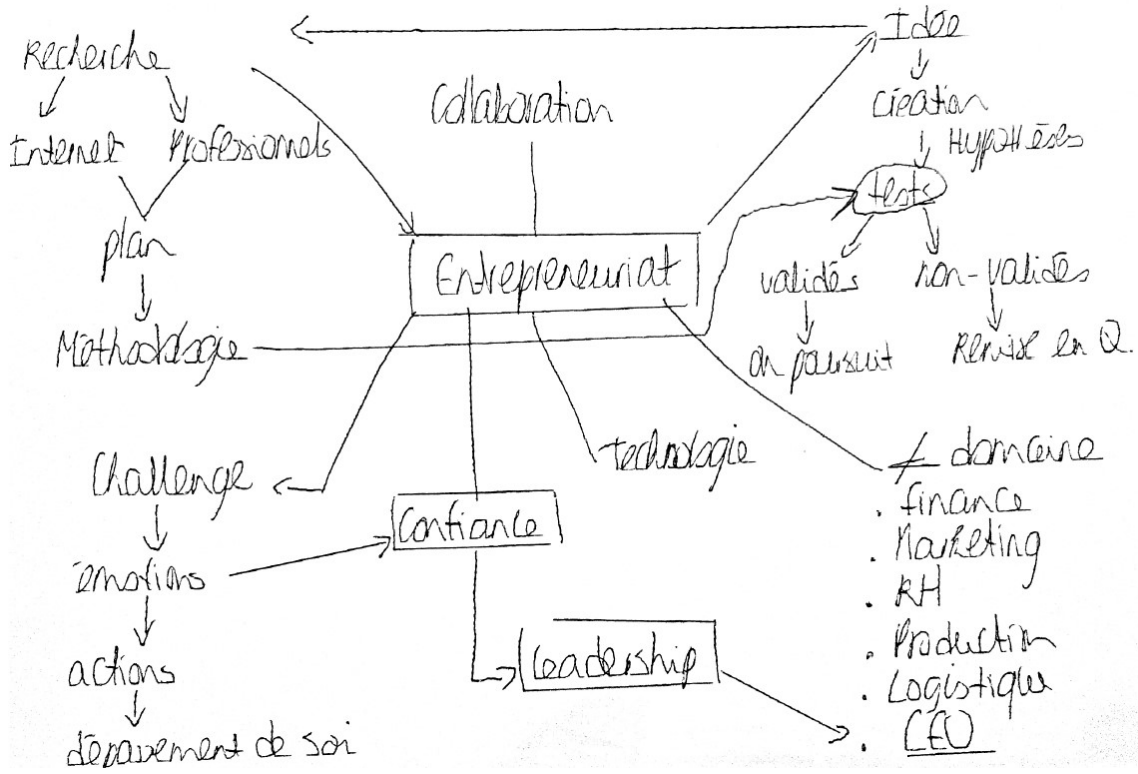 Recherche
Internet
Professionnels
plan
Méthodologie
Collaboration
Idée
création
Hypothèses
tests
validés
non-validés
on poursuit
Remise en Q.
Entrepreneuriat
Challenge
émotions
actions
dépassement de soi
Confiance
Leadership
technologie
≠ domaine
. finance
. Marketing
. RH
. Production
. Logistique
. CEO